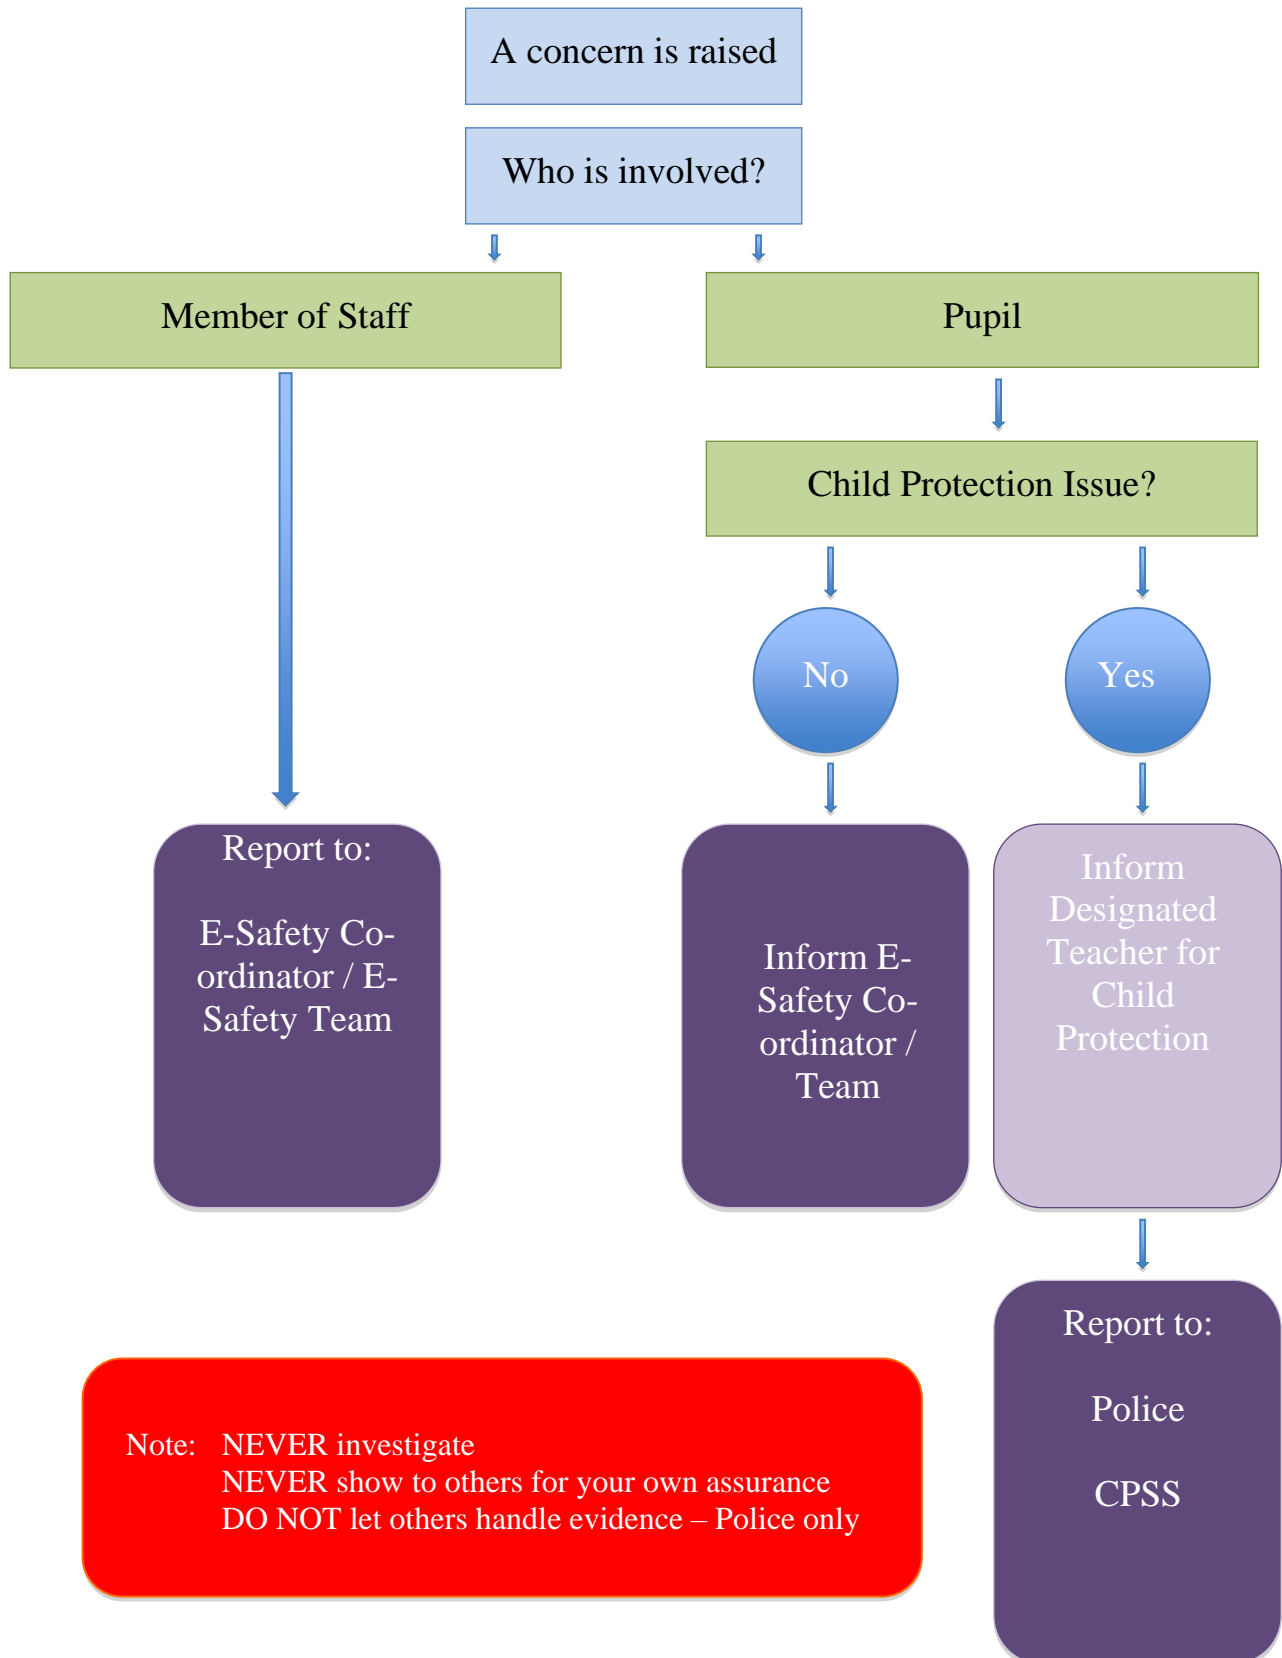 A concern is raised
Who is involved?
Member of Staff
Pupil
Child Protection Issue?
No
Yes
Report to:
E-Safety Co-
ordinator / E-
Safety Team
Inform E-
Safety Co-
ordinator /
Team
Inform
Designated
Teacher for
Child
Protection
Report to:
Police
CPSS
Note: NEVER investigate
NEVER show to others for your own assurance
DO NOT let others handle evidence – Police only